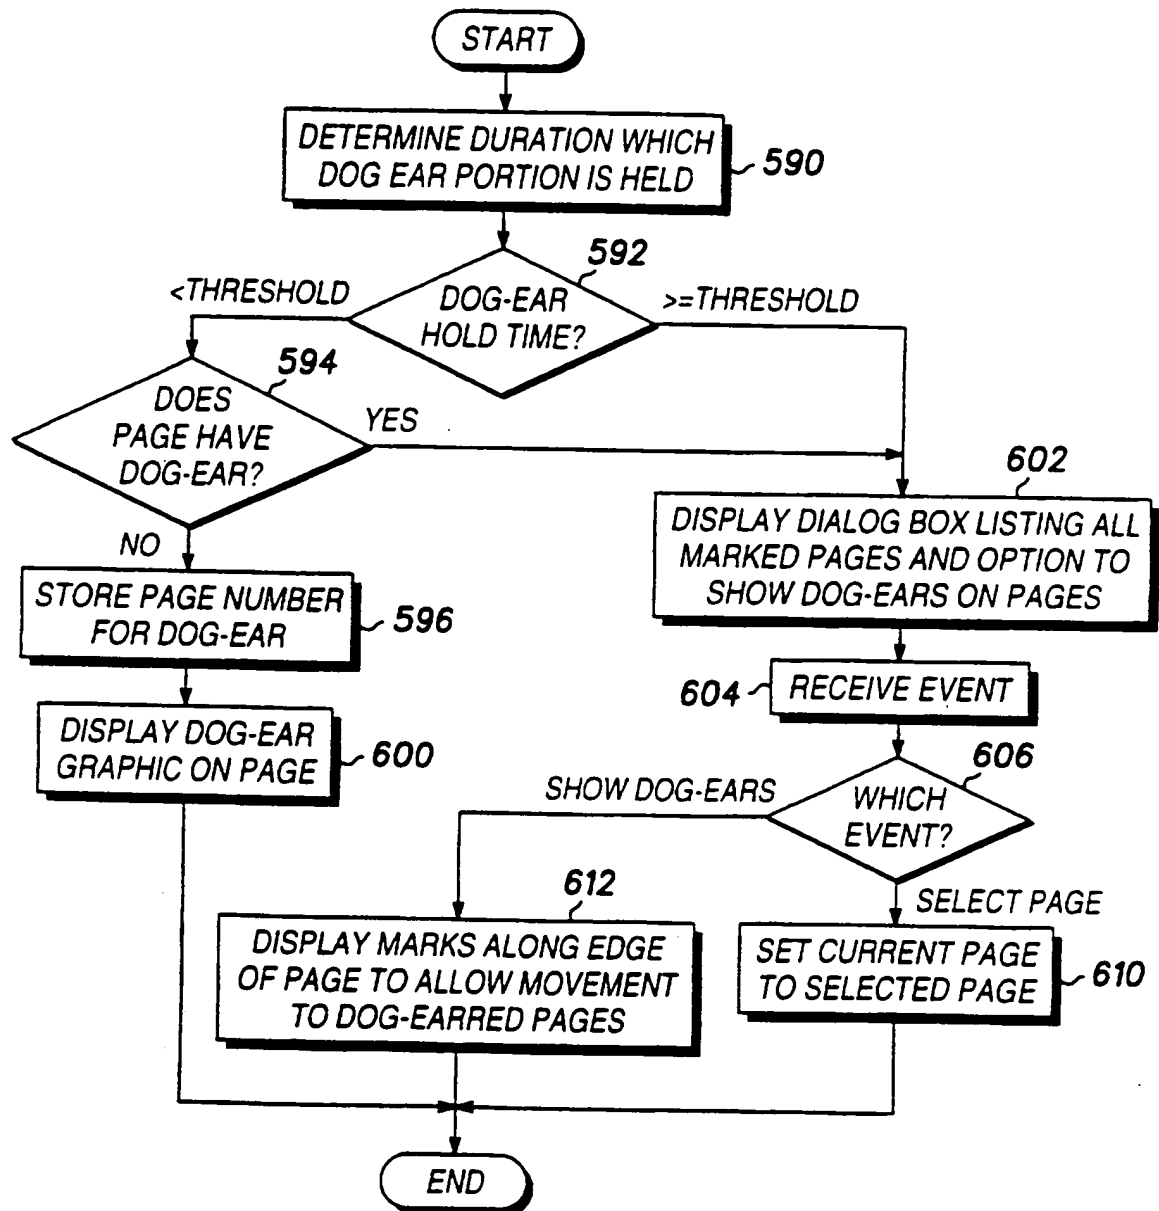 START
DETERMINE DURATION WHICH
DOG EAR PORTION IS HELD
590
592
<THRESHOLD
DOG-EAR
HOLD TIME?
>=THRESHOLD
594
DOES
PAGE HAVE
DOG-EAR?
YES
NO
602
DISPLAY DIALOG BOX LISTING ALL
MARKED PAGES AND OPTION TO
SHOW DOG-EARS ON PAGES
STORE PAGE NUMBER
FOR DOG-EAR
596
604
RECEIVE EVENT
DISPLAY DOG-EAR
GRAPHIC ON PAGE
600
606
SHOW DOG-EARS
WHICH
EVENT?
612
SELECT PAGE
DISPLAY MARKS ALONG EDGE
OF PAGE TO ALLOW MOVEMENT
TO DOG-EARRED PAGES
SET CURRENT PAGE
TO SELECTED PAGE
610
END